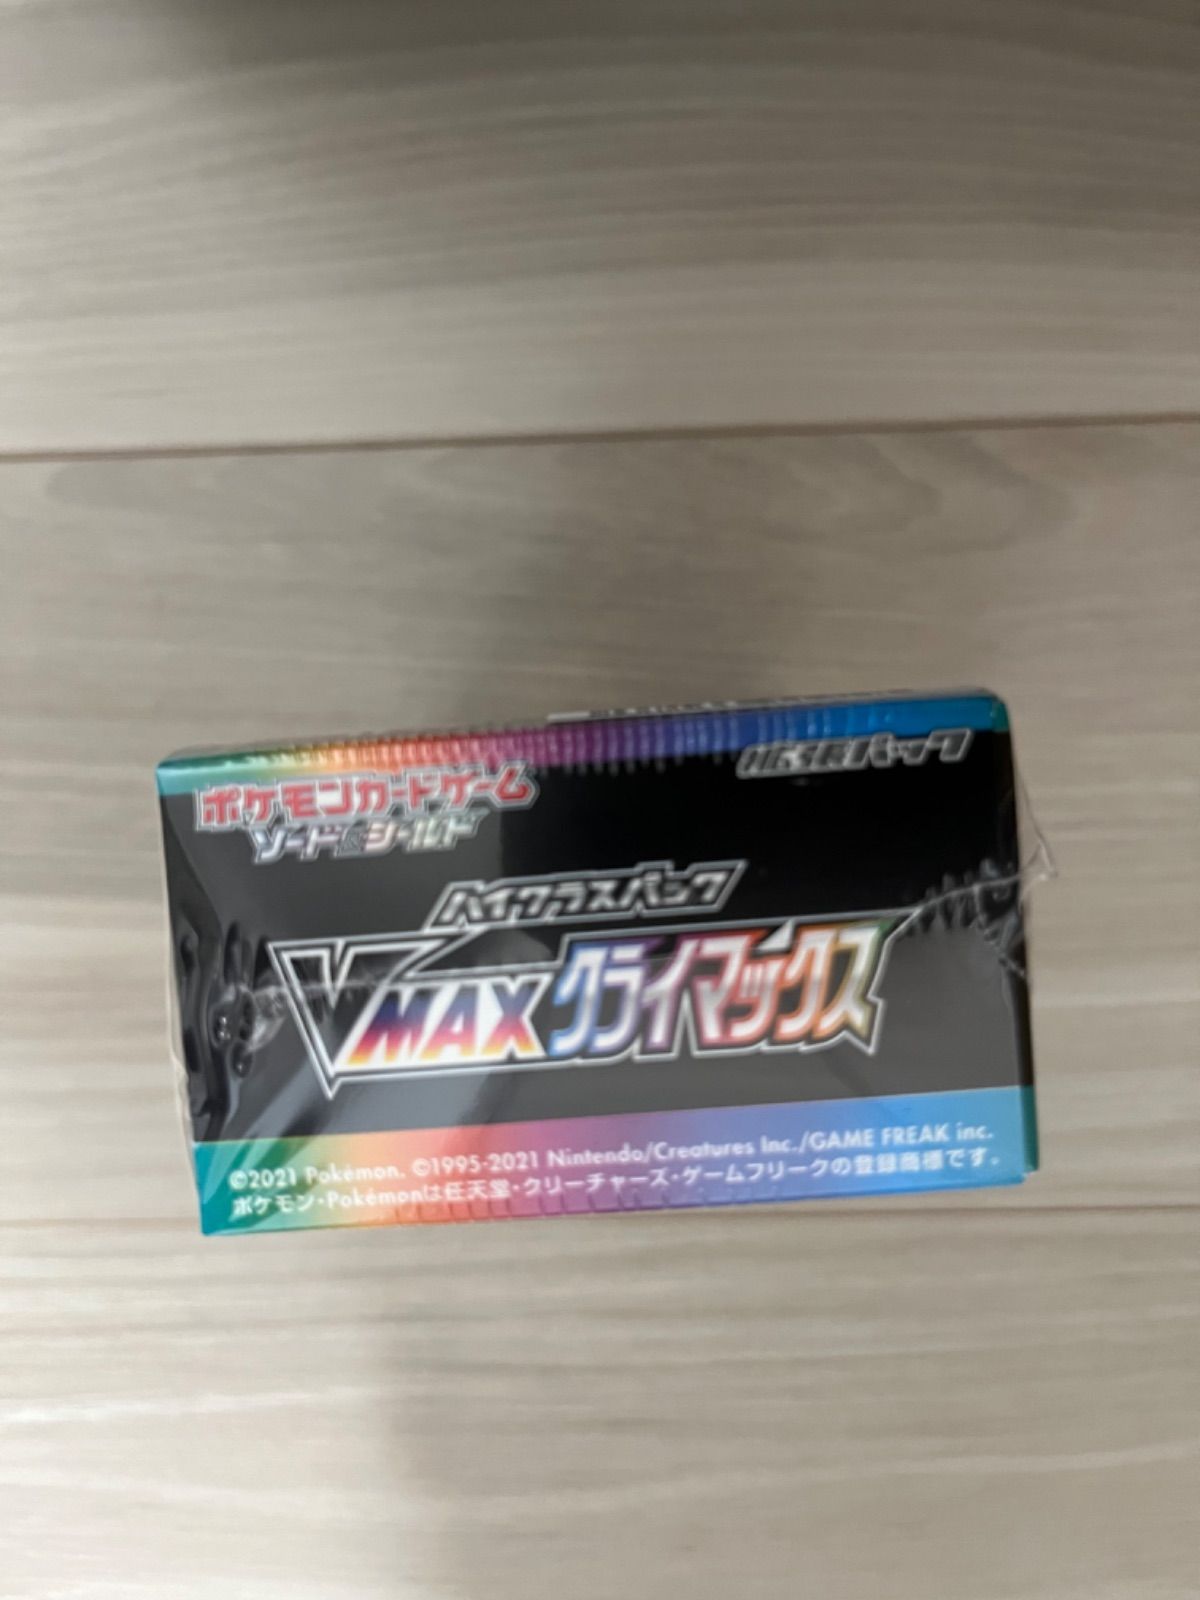 ポケモンカードゲーム
ソード&シールド
拡張パック
ハイクラスパック
VMAXクライマックス
©2021 Pokémon. ©1995-2021 Nintendo/Creatures Inc./GAME FREAK inc.
ポケモン・Pokémonは任天堂・クリーチャーズ・ゲームフリークの登録商標です。